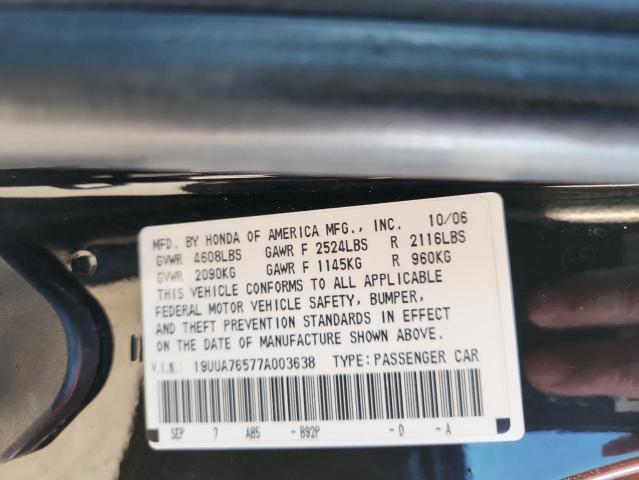 MFD. BY HONDA OF AMERICA MFG., INC. 10/06
GVWR 4608LBS GAWR F 2524LBS R 2116LBS
GVWR 2090KG GAWR F 1145KG R 960KG
THIS VEHICLE CONFORMS TO ALL APPLICABLE
FEDERAL MOTOR VEHICLE SAFETY, BUMPER,
AND THEFT PREVENTION STANDARDS IN EFFECT
ON THE DATE OF MANUFACTURE SHOWN ABOVE.
V.I.N.: 19UUA76577A003638 TYPE:PASSENGER CAR
SEP 7 AB5 -B92P -D -A